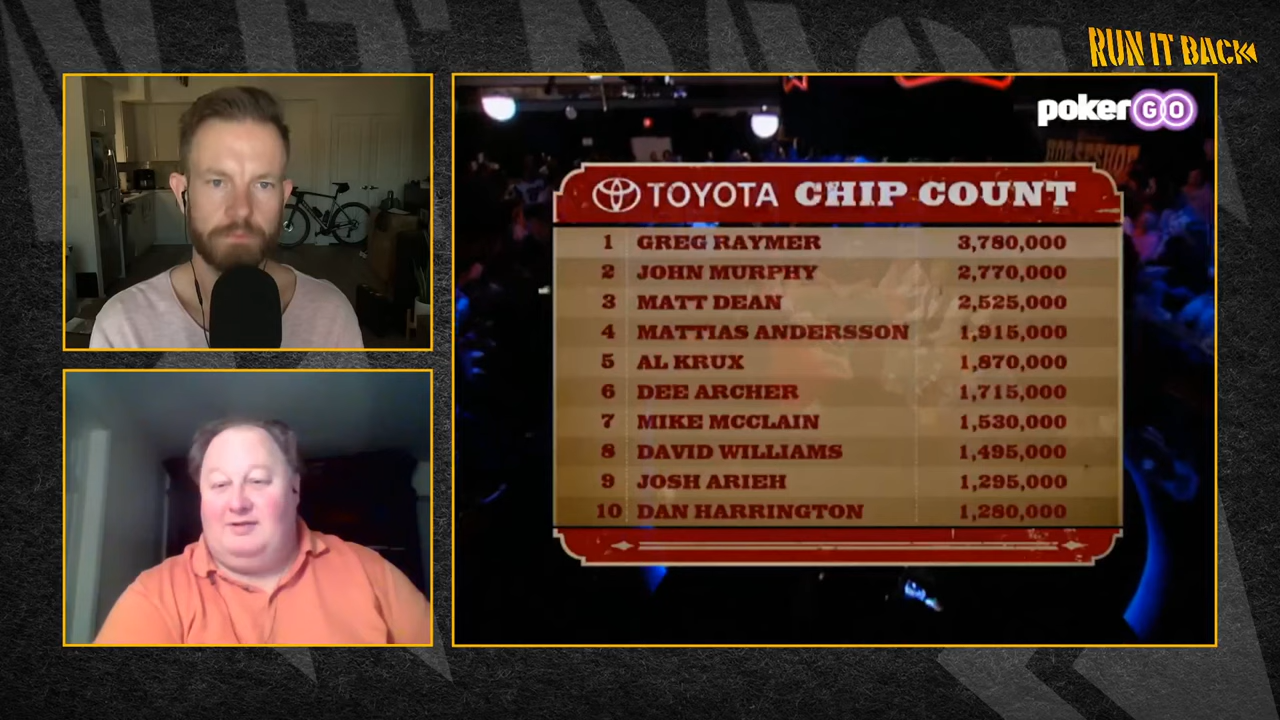 RUN IT BACK
poker GO
TOYOTA CHIP COUNT
1 GREG RAYMER 3,780,000
2 JOHN MURPHY 2,770,000
3 MATT DEAN 2,525,000
4 MATTIAS ANDERSSON 1,915,000
5 AL KRUX 1,870,000
6 DEE ARCHER 1,715,000
7 MIKE MCCLAIN 1,530,000
8 DAVID WILLIAMS 1,495,000
9 JOSH ARIEH 1,295,000
10 DAN HARRINGTON 1,280,000